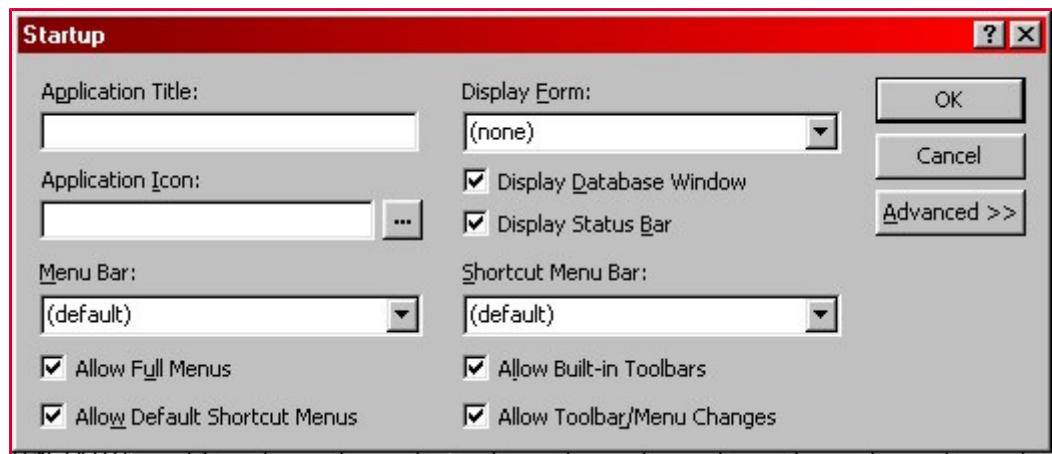 Startup
Application Title:
Display Form:
OK
(none)
Cancel
Application Icon:
Display Database Window
...
Display Status Bar
Advanced >>
Menu Bar:
Shortcut Menu Bar:
(default)
(default)
Allow Full Menus
Allow Built-in Toolbars
Allow Default Shortcut Menus
Allow Toolbar/Menu Changes